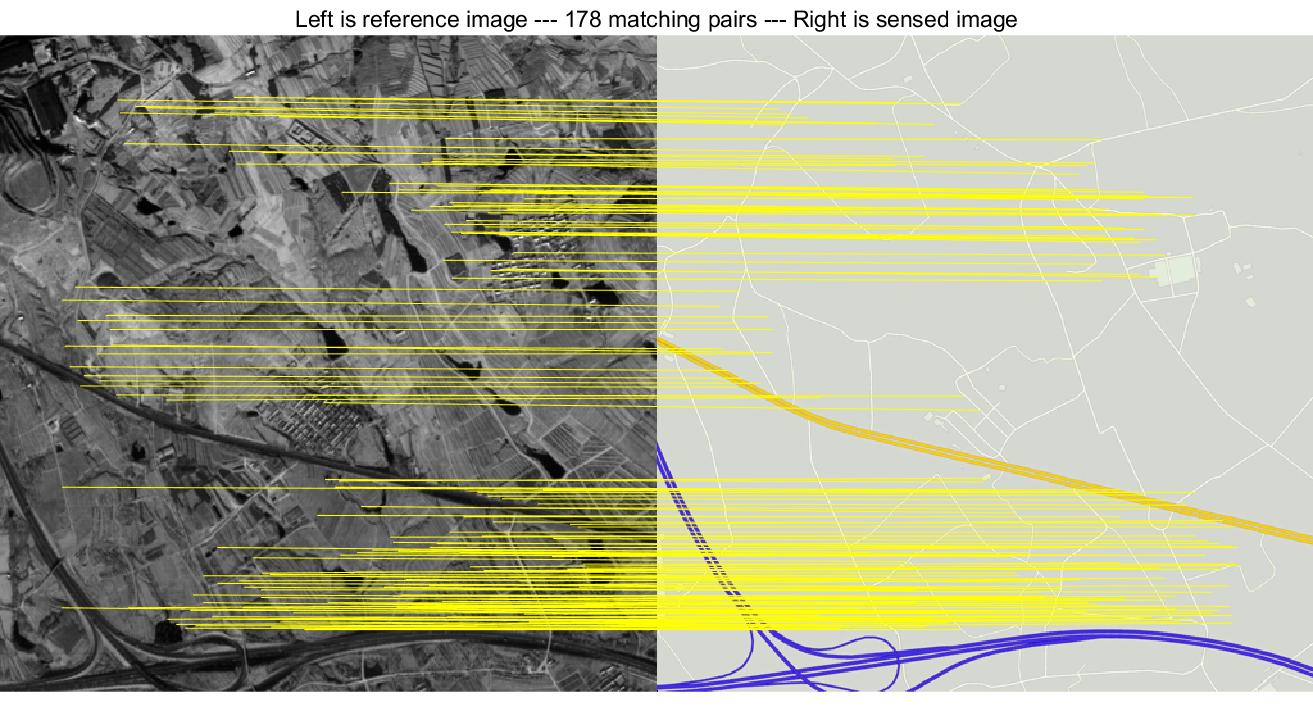 Left is reference image --- 178 matching pairs --- Right is sensed image